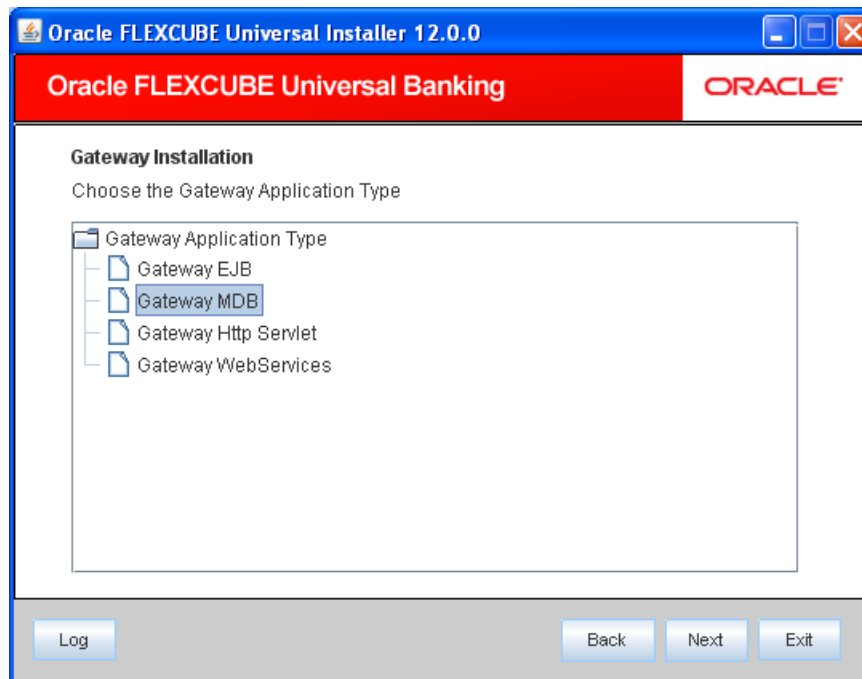 Oracle FLEXCUBE Universal Installer 12.0.0
Oracle FLEXCUBE Universal Banking
ORACLE
Gateway Installation
Choose the Gateway Application Type
Gateway Application Type
Gateway EJB
Gateway MDB
Gateway Http Servlet
Gateway WebServices
Log
Back
Next
Exit